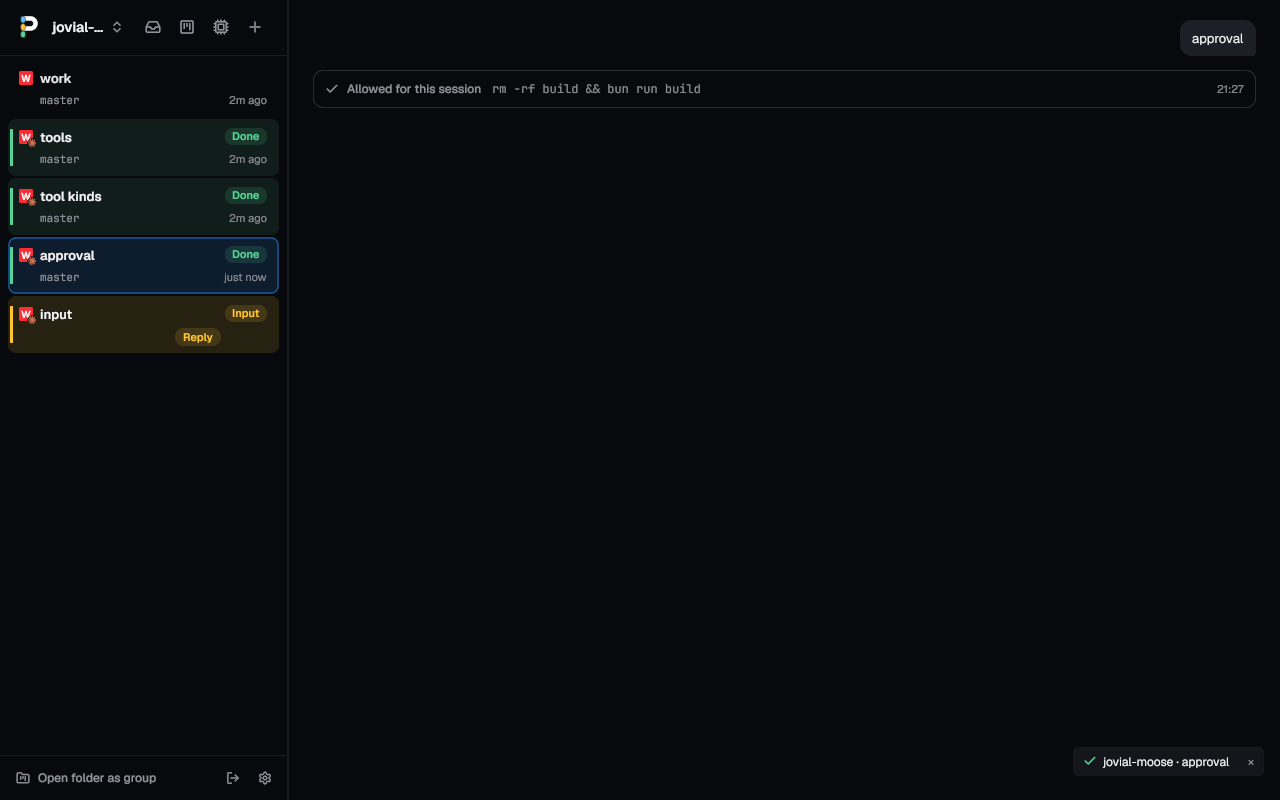 jovial-...
W work
master 2m ago
W tools Done
master 2m ago
W tool kinds Done
master 2m ago
W approval Done
master just now
W input Input
Reply
Open folder as group
approval
Allowed for this session rm -rf build && bun run build 21:27
jovial-moose · approval ×